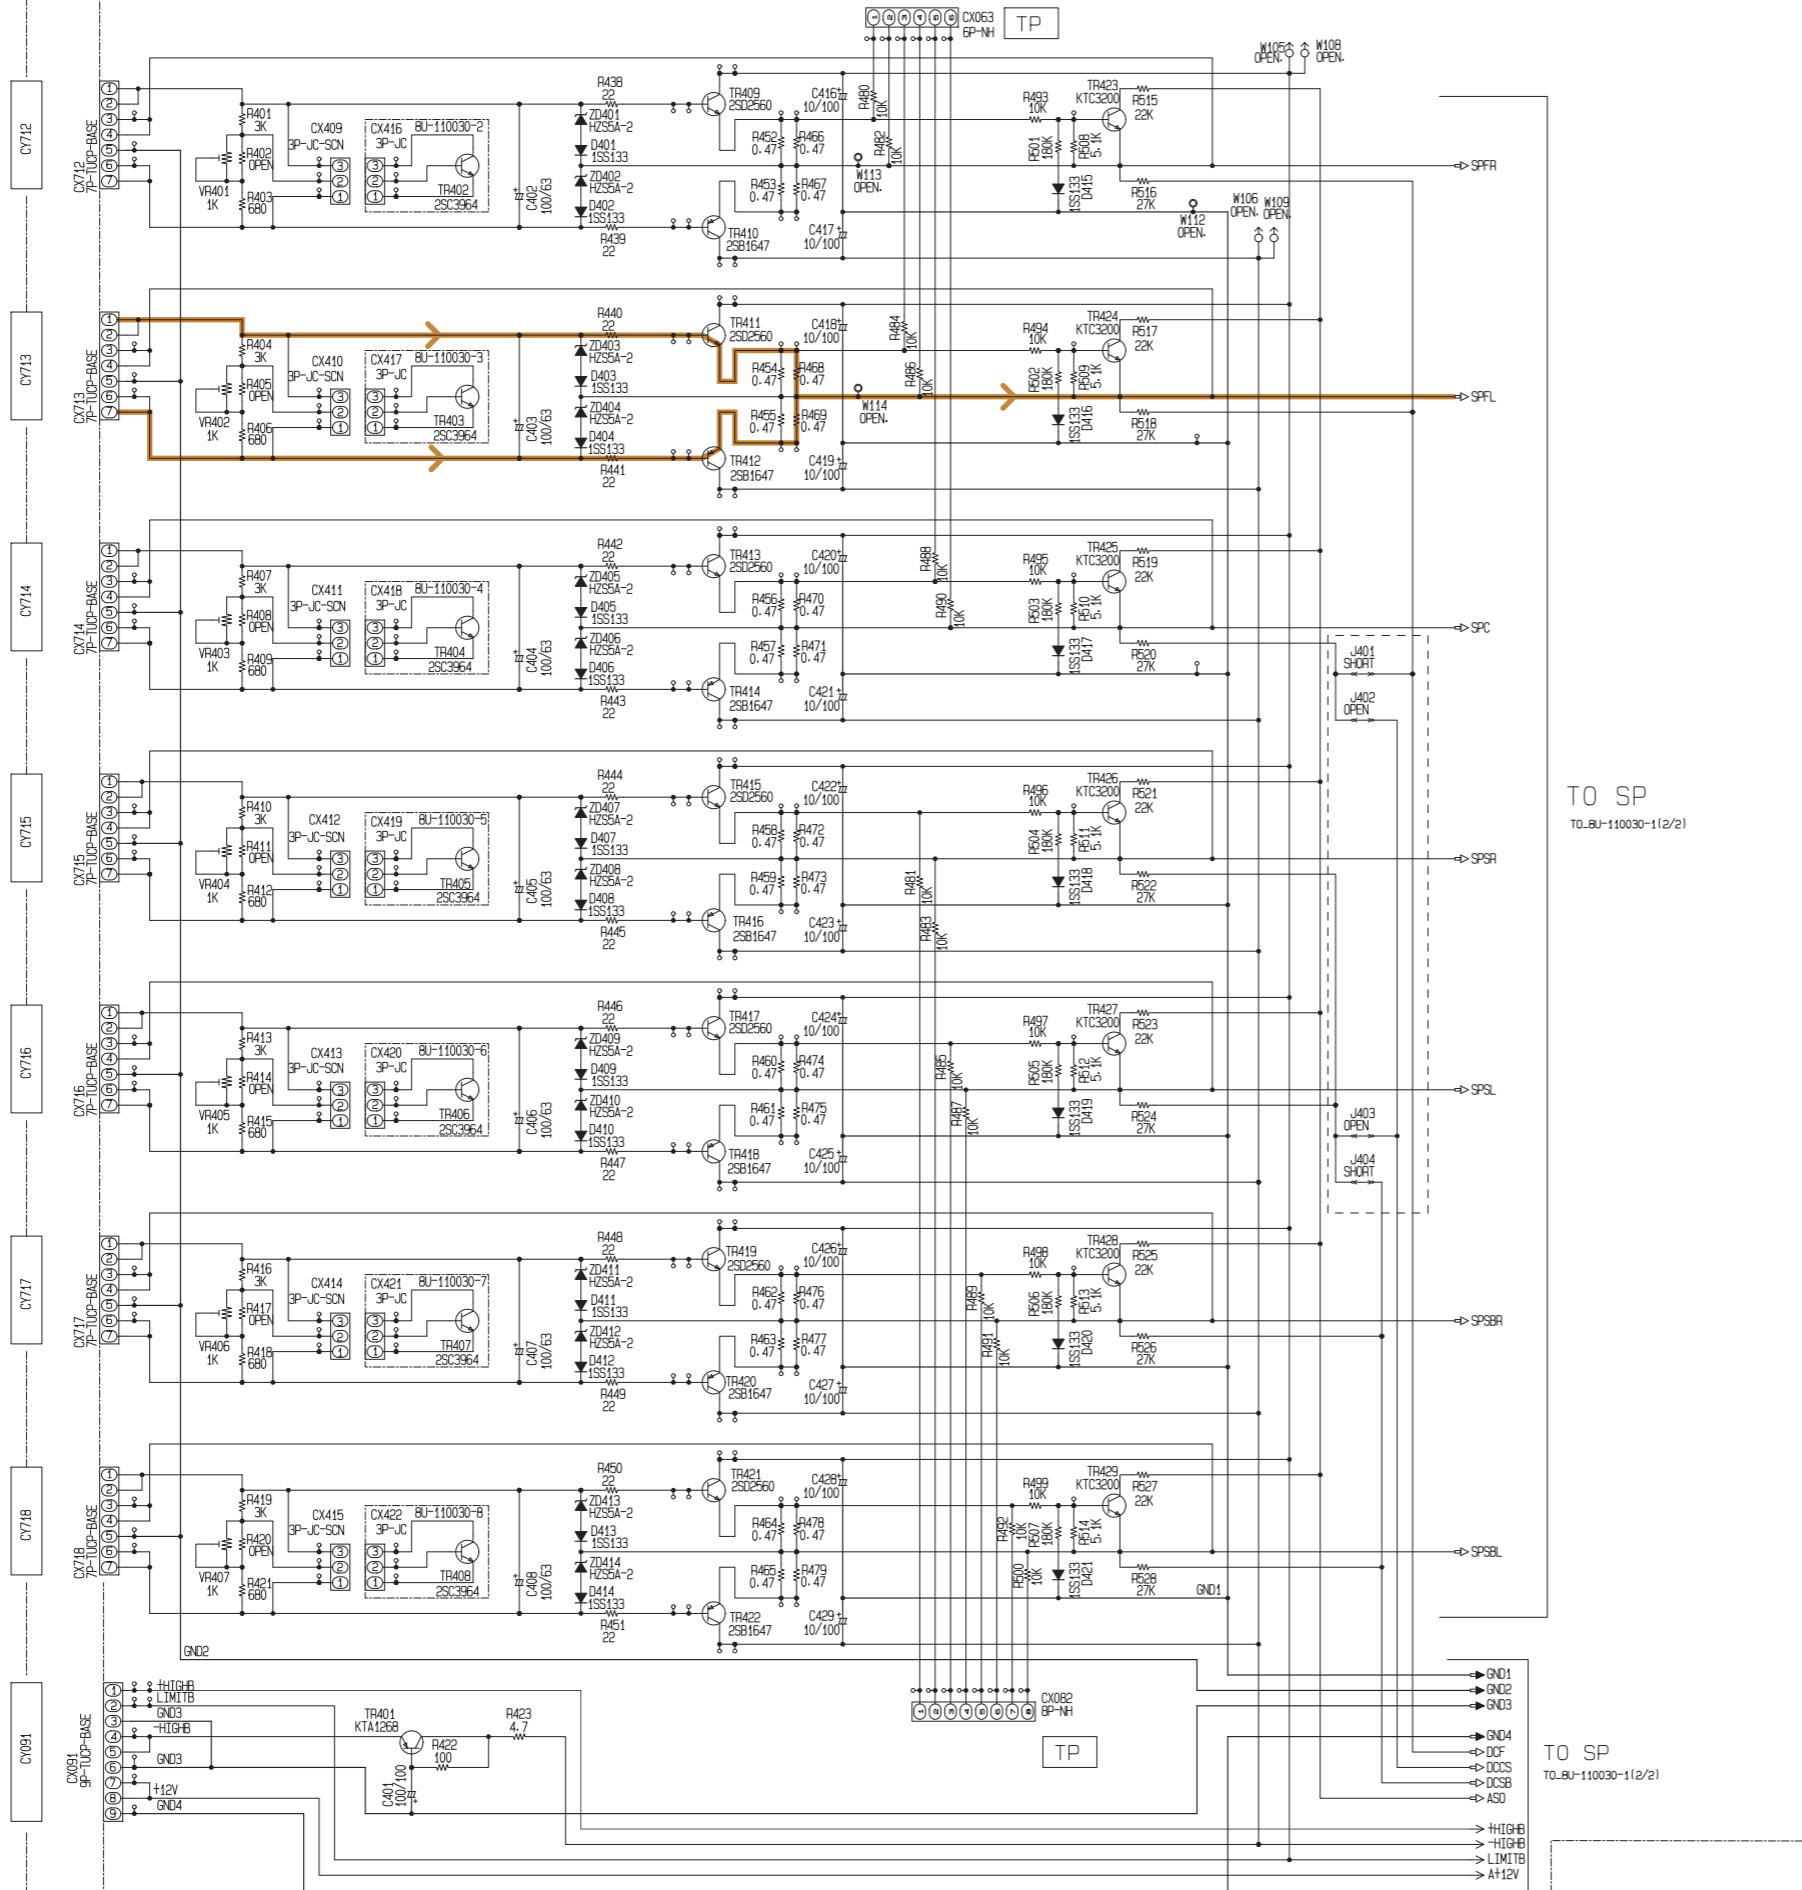 CX063
6P-NH
TP
W105
OPEN.
W108
OPEN.
CY712
CX712
7P-TUCP-BASE
R401
3K
R402
OPEN
VR401
1K
R403
680
CX409
3P-JC-SCN
CX416
3P-JC
8U-110030-2
TR402
2SC3964
C402
100/63
R438
22
ZD401
HZS5A-2
D401
1SS133
ZD402
HZS5A-2
D402
1SS133
R439
22
TR409
2SD2560
TR410
2SB1647
R452
0.47
R466
0.47
R453
0.47
R467
0.47
C416
10/100
C417
10/100
R480
10K
R482
10K
W113
OPEN.
R493
10K
R501
180K
R508
5.1K
1SS133
D415
TR423
KTC3200
R515
22K
R516
27K
W112
OPEN.
W106
OPEN.
W109
OPEN.
SPFR
CY713
CX713
7P-TUCP-BASE
R404
3K
R405
OPEN
VR402
1K
R406
680
CX410
3P-JC-SCN
CX417
3P-JC
8U-110030-3
TR403
2SC3964
C403
100/63
R440
22
ZD403
HZS5A-2
D403
1SS133
ZD404
HZS5A-2
D404
1SS133
R441
22
TR411
2SD2560
TR412
2SB1647
R454
0.47
R468
0.47
R455
0.47
R469
0.47
C418
10/100
C419
10/100
R484
10K
R486
10K
W114
OPEN.
R494
10K
R502
180K
R509
5.1K
1SS133
D416
TR424
KTC3200
R517
22K
R518
27K
SPFL
CY714
CX714
7P-TUCP-BASE
R407
3K
R408
OPEN
VR403
1K
R409
680
CX411
3P-JC-SCN
CX418
3P-JC
8U-110030-4
TR404
2SC3964
C404
100/63
R442
22
ZD405
HZS5A-2
D405
1SS133
ZD406
HZS5A-2
D406
1SS133
R443
22
TR413
2SD2560
TR414
2SB1647
R456
0.47
R470
0.47
R457
0.47
R471
0.47
C420
10/100
C421
10/100
R488
10K
R490
10K
R495
10K
R503
180K
R510
5.1K
1SS133
D417
TR425
KTC3200
R519
22K
R520
27K
SPC
J401
SHORT
J402
OPEN
CY715
CX715
7P-TUCP-BASE
R410
3K
R411
OPEN
VR404
1K
R412
680
CX412
3P-JC-SCN
CX419
3P-JC
8U-110030-5
TR405
2SC3964
C405
100/63
R444
22
ZD407
HZS5A-2
D407
1SS133
ZD408
HZS5A-2
D408
1SS133
R445
22
TR415
2SD2560
TR416
2SB1647
R458
0.47
R472
0.47
R459
0.47
R473
0.47
C422
10/100
C423
10/100
R481
10K
R483
10K
R496
10K
R504
180K
R511
5.1K
1SS133
D418
TR426
KTC3200
R521
22K
R522
27K
SPSR
TO SP
TO_8U-110030-1(2/2)
CY716
CX716
7P-TUCP-BASE
R413
3K
R414
OPEN
VR405
1K
R415
680
CX413
3P-JC-SCN
CX420
3P-JC
8U-110030-6
TR406
2SC3964
C406
100/63
R446
22
ZD409
HZS5A-2
D409
1SS133
ZD410
HZS5A-2
D410
1SS133
R447
22
TR417
2SD2560
TR418
2SB1647
R460
0.47
R474
0.47
R461
0.47
R475
0.47
C424
10/100
C425
10/100
R485
10K
R487
10K
R497
10K
R505
180K
R512
5.1K
1SS133
D419
TR427
KTC3200
R523
22K
R524
27K
SPSL
J403
OPEN
J404
SHORT
CY717
CX717
7P-TUCP-BASE
R416
3K
R417
OPEN
VR406
1K
R418
680
CX414
3P-JC-SCN
CX421
3P-JC
8U-110030-7
TR407
2SC3964
C407
100/63
R448
22
ZD411
HZS5A-2
D411
1SS133
ZD412
HZS5A-2
D412
1SS133
R449
22
TR419
2SD2560
TR420
2SB1647
R462
0.47
R476
0.47
R463
0.47
R477
0.47
C426
10/100
C427
10/100
R489
10K
R491
10K
R498
10K
R506
180K
R513
5.1K
1SS133
D420
TR428
KTC3200
R525
22K
R526
27K
SPSBR
CY718
CX718
7P-TUCP-BASE
R419
3K
R420
OPEN
VR407
1K
R421
680
CX415
3P-JC-SCN
CX422
3P-JC
8U-110030-8
TR408
2SC3964
C408
100/63
R450
22
ZD413
HZS5A-2
D413
1SS133
ZD414
HZS5A-2
D414
1SS133
R451
22
TR421
2SD2560
TR422
2SB1647
R464
0.47
R478
0.47
R465
0.47
R479
0.47
C428
10/100
C429
10/100
R492
10K
R500
10K
R499
10K
R507
180K
R514
5.1K
1SS133
D421
TR429
KTC3200
R527
22K
R528
27K
GND1
SPSBL
GND2
CY091
CX091
9P-TUCP-BASE
+HIGHB
LIMITB
GND3
-HIGHB
GND3
+12V
GND4
TR401
KTA1268
R423
4.7
R422
100
C401
100/100
CX082
8P-NH
TP
GND1
GND2
GND3
GND4
DCF
DCCS
DCSB
ASO
+HIGHB
-HIGHB
LIMITB
A+12V
TO SP
TO_8U-110030-1(2/2)